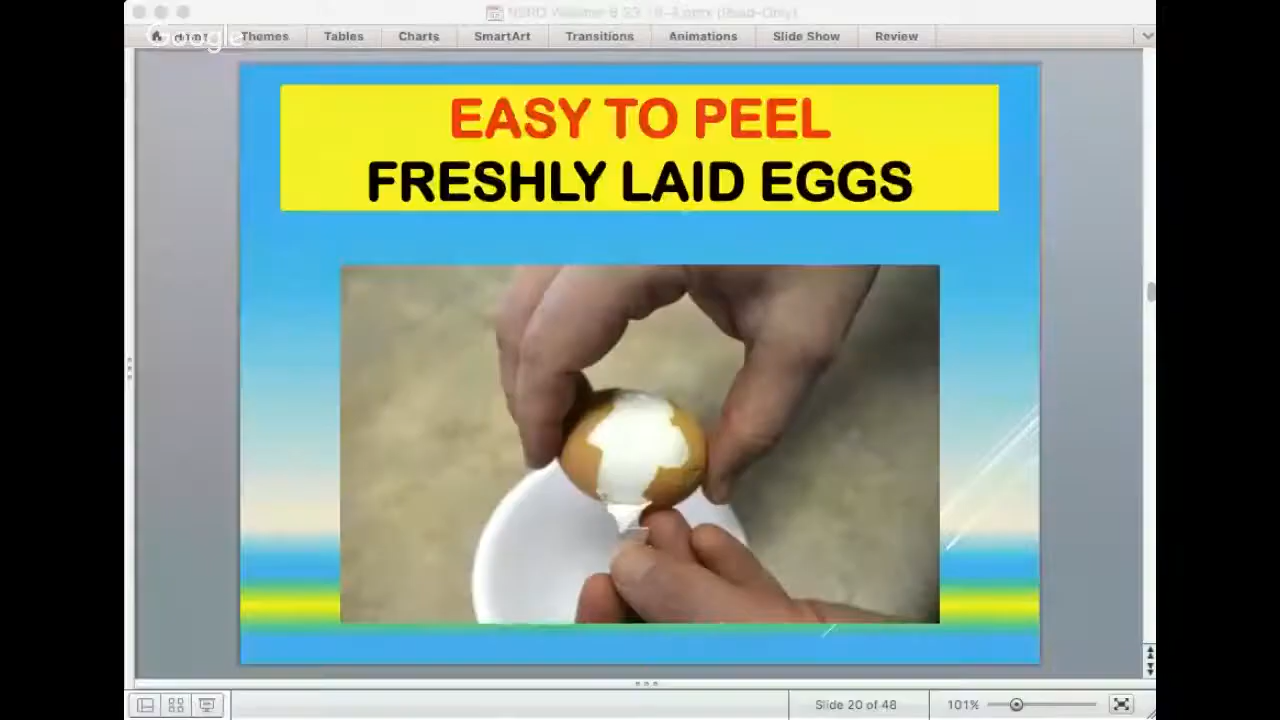 Google
Themes Tables Charts SmartArt Transitions Animations Slide Show Review
EASY TO PEEL
FRESHLY LAID EGGS
Slide 20 of 48 101%